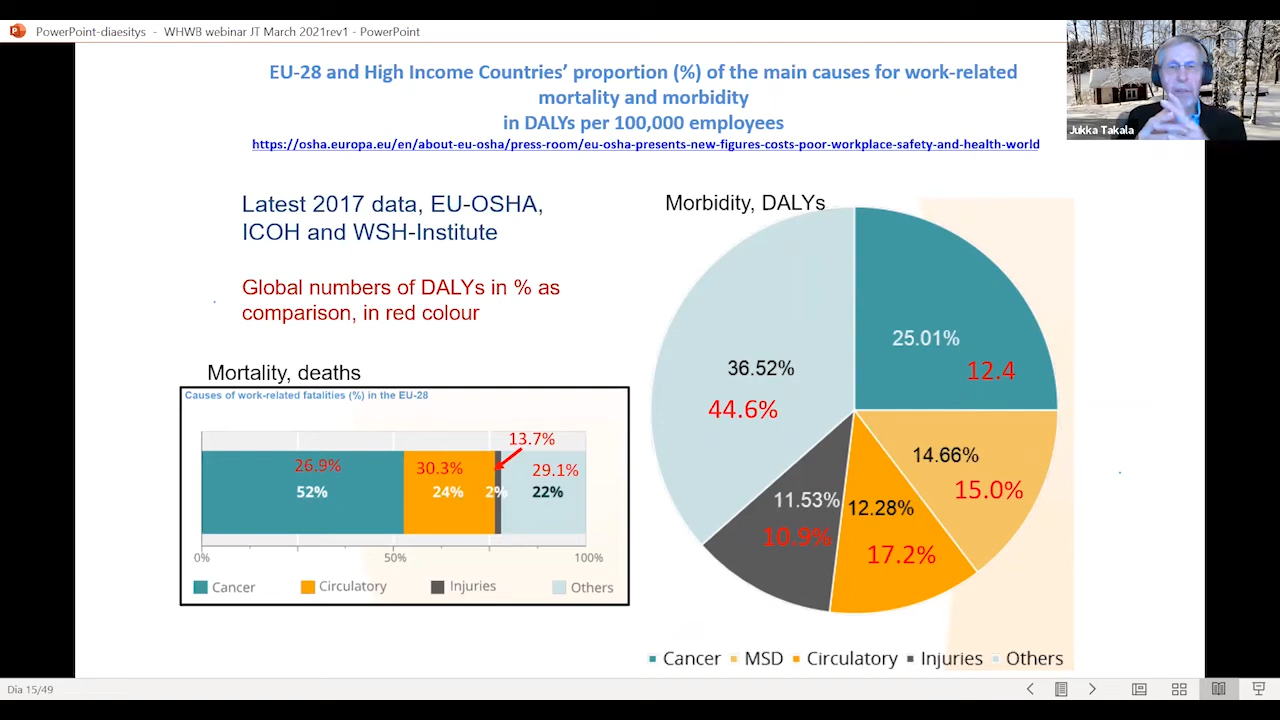 PowerPoint-diaesitys - WHWB webinar JT March 2021rev1 - PowerPoint
EU-28 and High Income Countries' proportion (%) of the main causes for work-related
mortality and morbidity
in DALYs per 100,000 employees
https://osha.europa.eu/en/about-eu-osha/press-room/eu-osha-presents-new-figures-costs-poor-workplace-safety-and-health-world
Jukka Takala
Latest 2017 data, EU-OSHA,
ICOH and WSH-Institute
Global numbers of DALYs in % as
comparison, in red colour
Mortality, deaths
Causes of work-related fatalities (%) in the EU-28
13.7%
26.9% 30.3% 29.1%
52% 24% 2% 22%
0% 50% 100%
Cancer Circulatory Injuries Others
Morbidity, DALYs
25.01%
12.4
36.52%
44.6%
14.66%
15.0%
11.53% 12.28%
10.9% 17.2%
Cancer MSD Circulatory Injuries Others
Dia 15/49